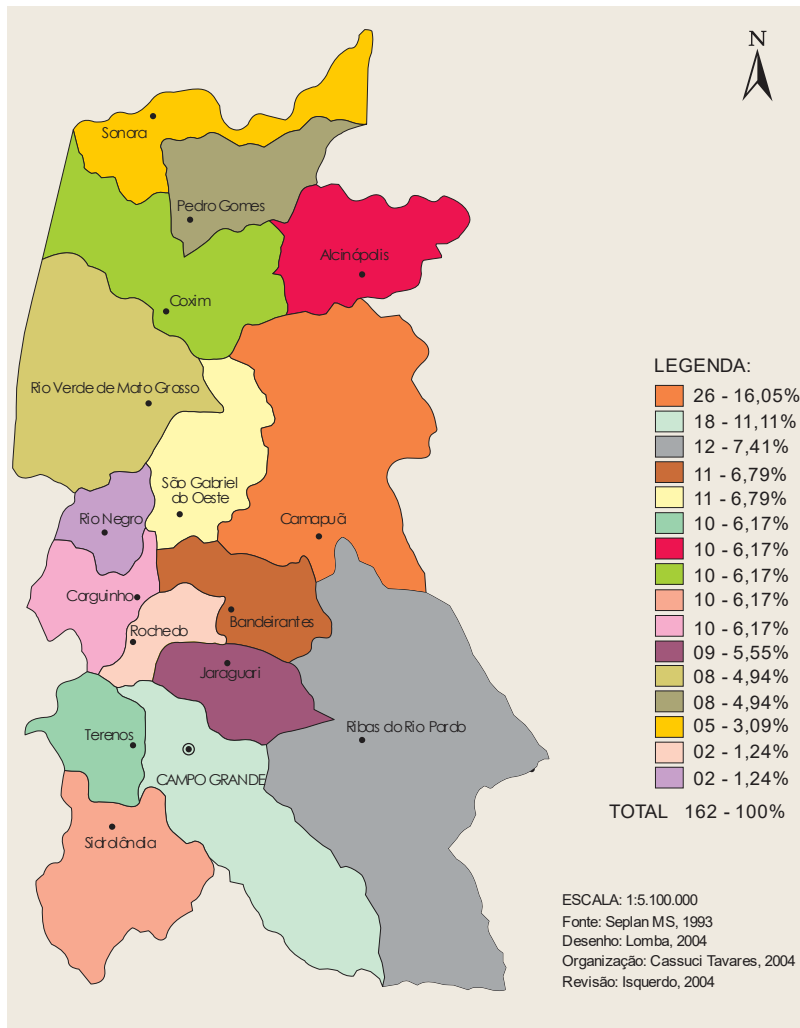 N
Sonora
Pedro Gomes
Alcinópolis
Coxim
Rio Verde de Mato Grosso
São Gabriel
do Oeste
Rio Negro
Camapuã
Carguinho
Rochedo
Bandeirantes
Jaraguari
Terenos
Ribas do Rio Pardo
CAMPO GRANDE
Sidrolândia
LEGENDA:
26 - 16,05%
18 - 11,11%
12 - 7,41%
11 - 6,79%
11 - 6,79%
10 - 6,17%
10 - 6,17%
10 - 6,17%
10 - 6,17%
10 - 6,17%
09 - 5,55%
08 - 4,94%
08 - 4,94%
05 - 3,09%
02 - 1,24%
02 - 1,24%
TOTAL 162 - 100%
ESCALA: 1:5.100.000
Fonte: Seplan MS, 1993
Desenho: Lomba, 2004
Organização: Cassuci Tavares, 2004
Revisão: Isquerdo, 2004